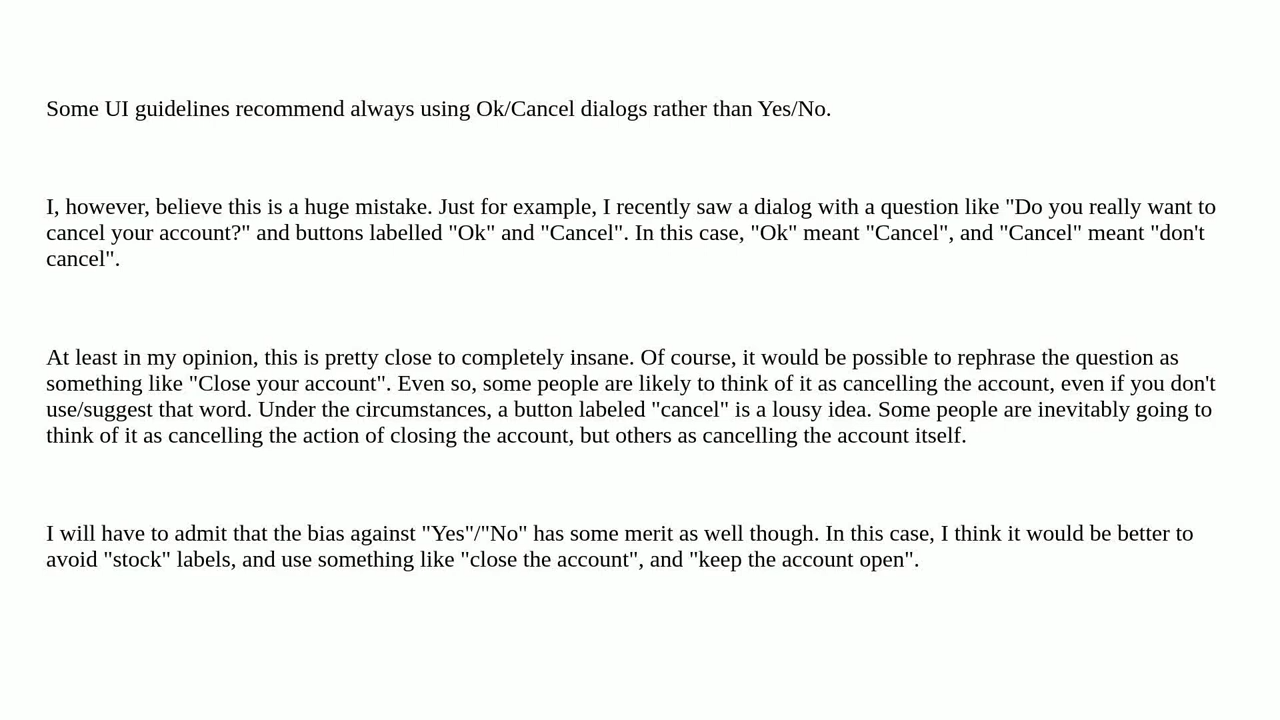 Some UI guidelines recommend always using Ok/Cancel dialogs rather than Yes/No.
I, however, believe this is a huge mistake. Just for example, I recently saw a dialog with a question like "Do you really want to
cancel your account?" and buttons labelled "Ok" and "Cancel". In this case, "Ok" meant "Cancel", and "Cancel" meant "don't
cancel".
At least in my opinion, this is pretty close to completely insane. Of course, it would be possible to rephrase the question as
something like "Close your account". Even so, some people are likely to think of it as cancelling the account, even if you don't
use/suggest that word. Under the circumstances, a button labeled "cancel" is a lousy idea. Some people are inevitably going to
think of it as cancelling the action of closing the account, but others as cancelling the account itself.
I will have to admit that the bias against "Yes"/"No" has some merit as well though. In this case, I think it would be better to
avoid "stock" labels, and use something like "close the account", and "keep the account open".